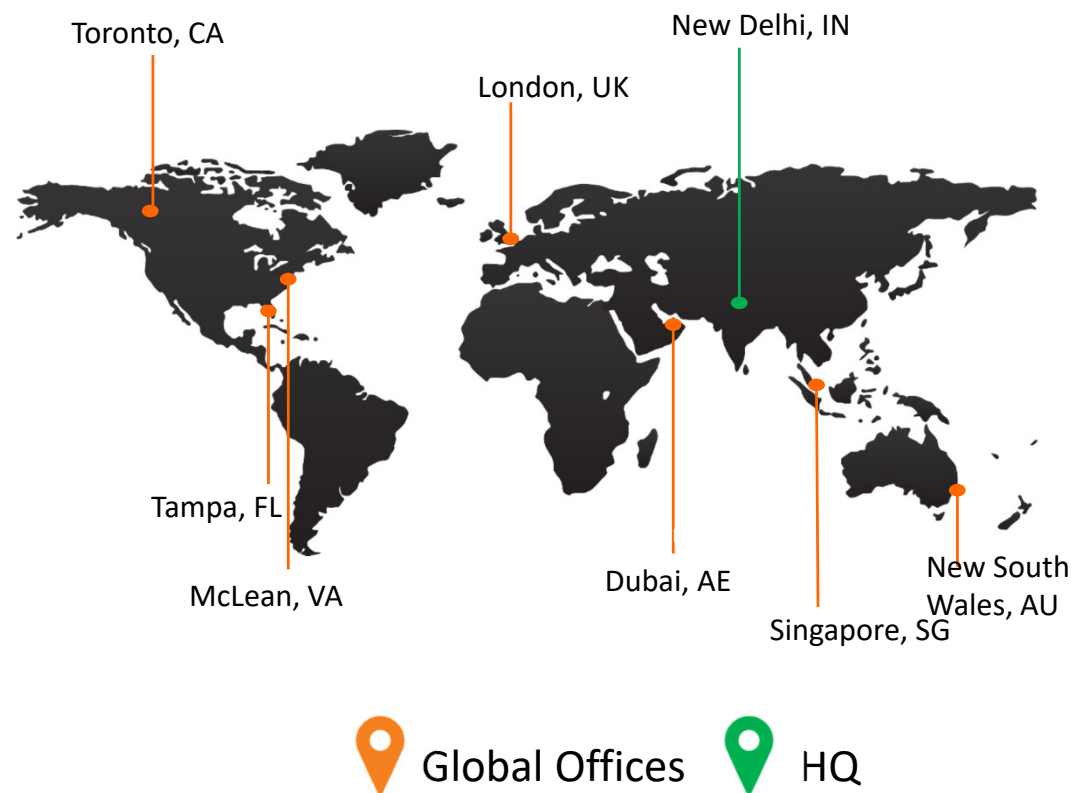 Toronto, CA
New Delhi, IN
London, UK
Tampa, FL
McLean, VA
Dubai, AE
New South
Wales, AU
Singapore, SG
Global Offices
HQ